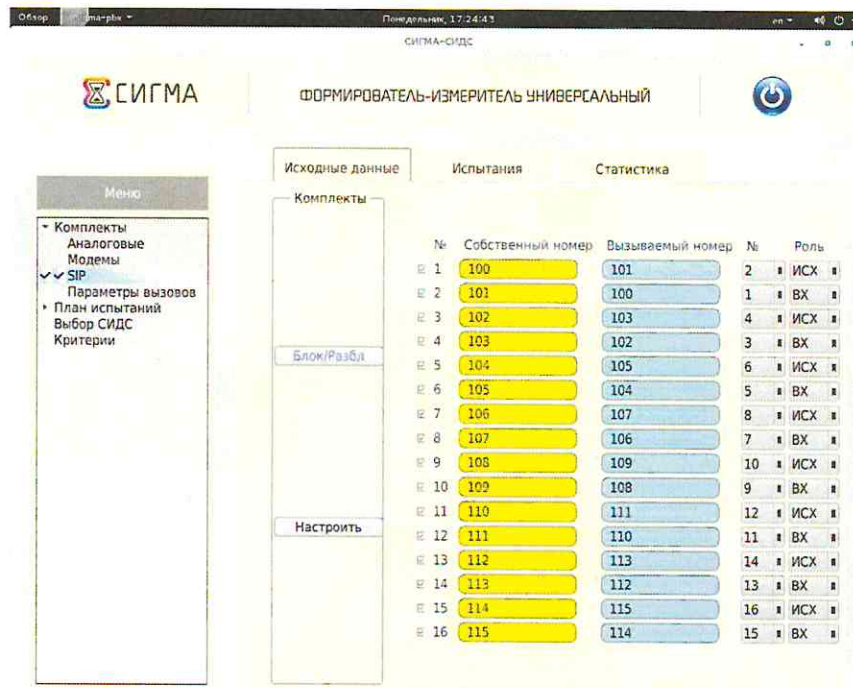 Обзор
Понедельник, 17:24:43
en
СИГМА-СИДС
СИГМА
ФОРМИРОВАТЕЛЬ-ИЗМЕРИТЕЛЬ УНИВЕРСАЛЬНЫЙ
Исходные данные Испытания Статистика
Меню
Комплекты
Аналоговые
Модемы
SIP
Параметры вызовов
План испытаний
Выбор СИДС
Критерии
Комплекты
Блок/Разбл
Настроить
№ Собственный номер Вызываемый номер № Роль
1 100 101 2 ИСХ
2 101 100 1 ВХ
3 102 103 4 ИСХ
4 103 102 3 ВХ
5 104 105 6 ИСХ
6 105 104 5 ВХ
7 106 107 8 ИСХ
8 107 106 7 ВХ
9 108 109 10 ИСХ
10 109 108 9 ВХ
11 110 111 12 ИСХ
12 111 110 11 ВХ
13 112 113 14 ИСХ
14 113 112 13 ВХ
15 114 115 16 ИСХ
16 115 114 15 ВХ